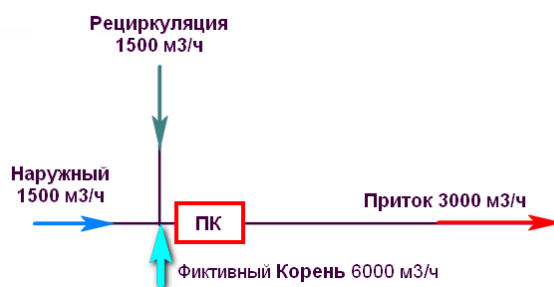 Рециркуляция
1500 м3/ч
Наружный
1500 м3/ч
ПК
Приток 3000 м3/ч
Фиктивный Корень 6000 м3/ч